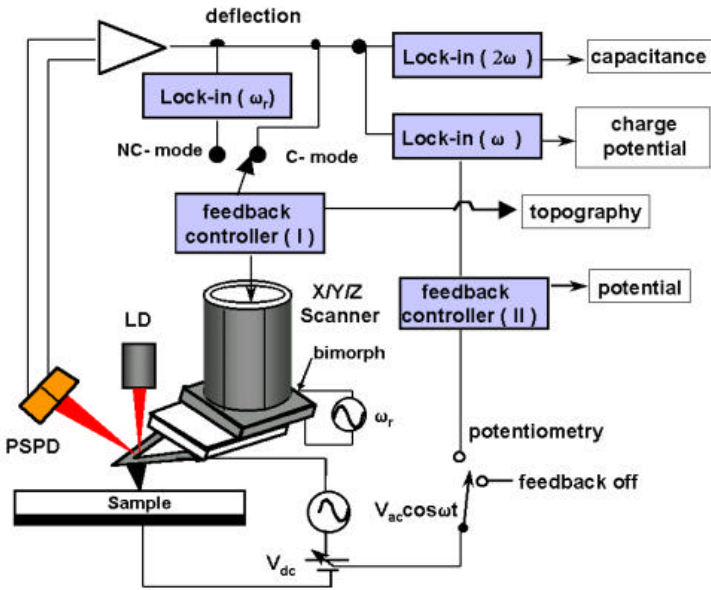 deflection
Lock-in ( 2ω )
capacitance
Lock-in ( ωr)
NC- mode
C- mode
Lock-in ( ω )
charge
potential
feedback
controller ( I )
topography
X/Y/Z
Scanner
feedback
controller ( II )
potential
LD
bimorph
ωr
PSPD
potentiometry
Sample
feedback off
Vaccosωt
Vdc